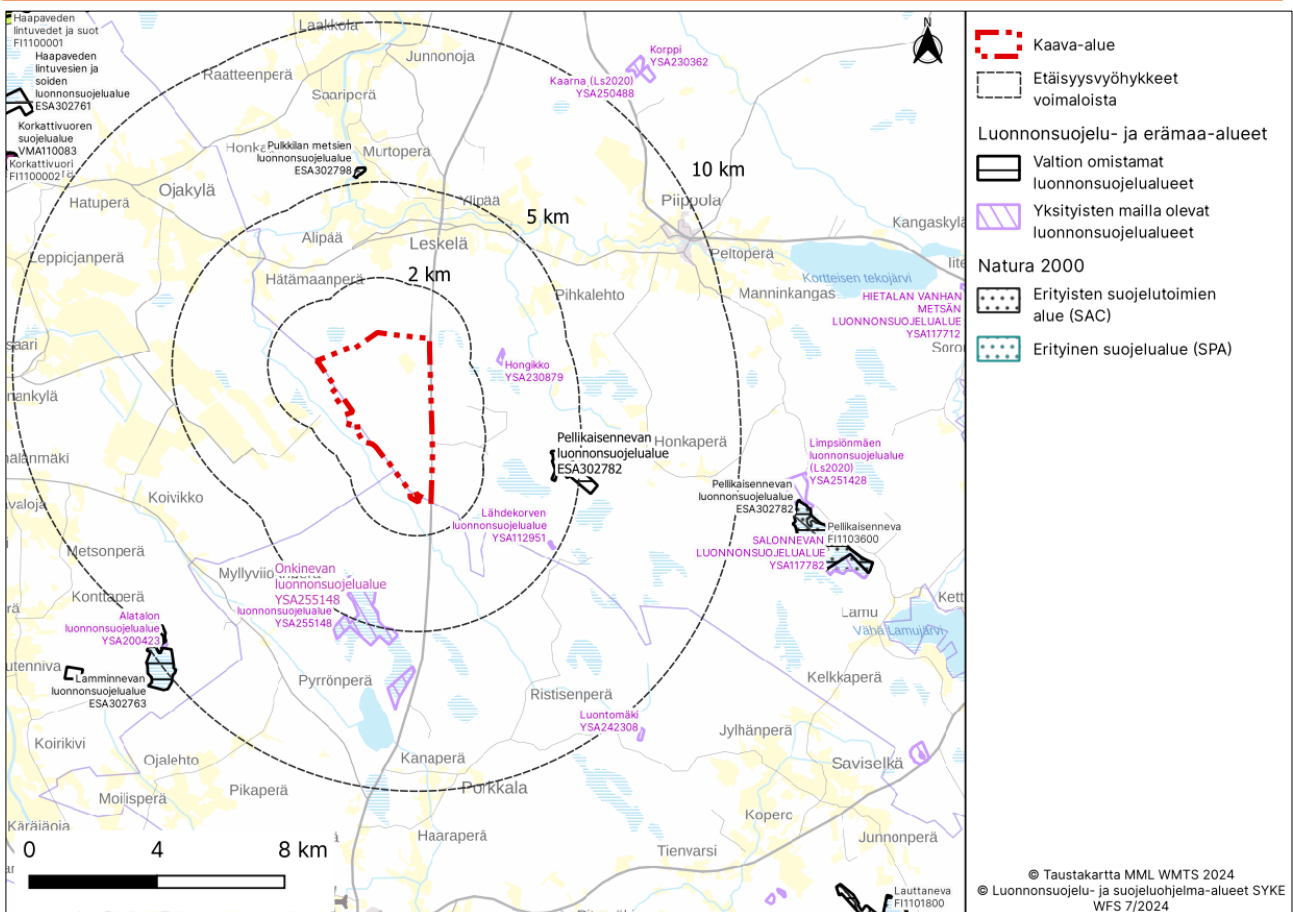 Haapaveden
lintuvedet ja suot
FI1100001
Haapaveden
lintuvesien ja
soiden
luonnonsuojelualue
ESA302761
Korkattivuoren
suojelualue
VMA110083
Korkattivuori
FI1100002
Laakkola
Junnonoja
Raatteenperä
Saariperä
Korppi
YSA230362
Kaarna (Ls2020)
YSA250488
N
Pulkkilan metsien
luonnonsuojelualue
ESA302798
Murtoperä
Ojakylä
Hatuperä
10 km
Piippola
Kangaskylä
Ylipää
5 km
Alipää
Leskelä
Peltoperä
Leppicjanperä
Hätämaanperä
2 km
Kortteisen tekojärvi
Pihkalehto
Manninkangas
HIETALAN VANHAN
METSÄN
LUONNONSUOJELUALUE
YSA117712
Hongikko
YSA230879
Pellikaisennevan
luonnonsuojelualue
ESA302782
Honkaperä
Limpsiönmäen
luonnonsuojelualue
(Ls2020)
YSA251428
Pellikaisennevan
luonnonsuojelualue
ESA302782
Pellikaisenneva
FI1103600
SALONNEVAN
LUONNONSUOJELUALUE
YSA117782
Koivikko
Lähdekorven
luonnonsuojelualue
YSA112951
Metsonperä
Onkinevan
luonnonsuojelualue
YSA255148
luonnonsuojelualue
YSA255148
Konttaperä
Alatalon
luonnonsuojelualue
YSA200423
Lamu
Vähä Lamujärvi
Lamminnevan
luonnonsuojelualue
ESA302763
Pyrrönperä
Kelkkaperä
Ristisenperä
Luontomäki
YSA242308
Jylhänperä
Koirikivi
Ojalehto
Kanaperä
Saviselkä
Porkkala
Pikaperä
Haaraperä
Junnonperä
Tienvarsi
0 4 8 km
Lauttaneva
FI1101800
Kaava-alue
Etäisyysvyöhykkeet
voimaloista
Luonnonsuojelu- ja erämaa-alueet
Valtion omistamat
luonnonsuojelualueet
Yksityisten mailla olevat
luonnonsuojelualueet
Natura 2000
Erityisten suojelutoimien
alue (SAC)
Erityinen suojelualue (SPA)
© Taustakartta MML WMTS 2024
© Luonnonsuojelu- ja suojeluohjelma-alueet SYKE
WFS 7/2024